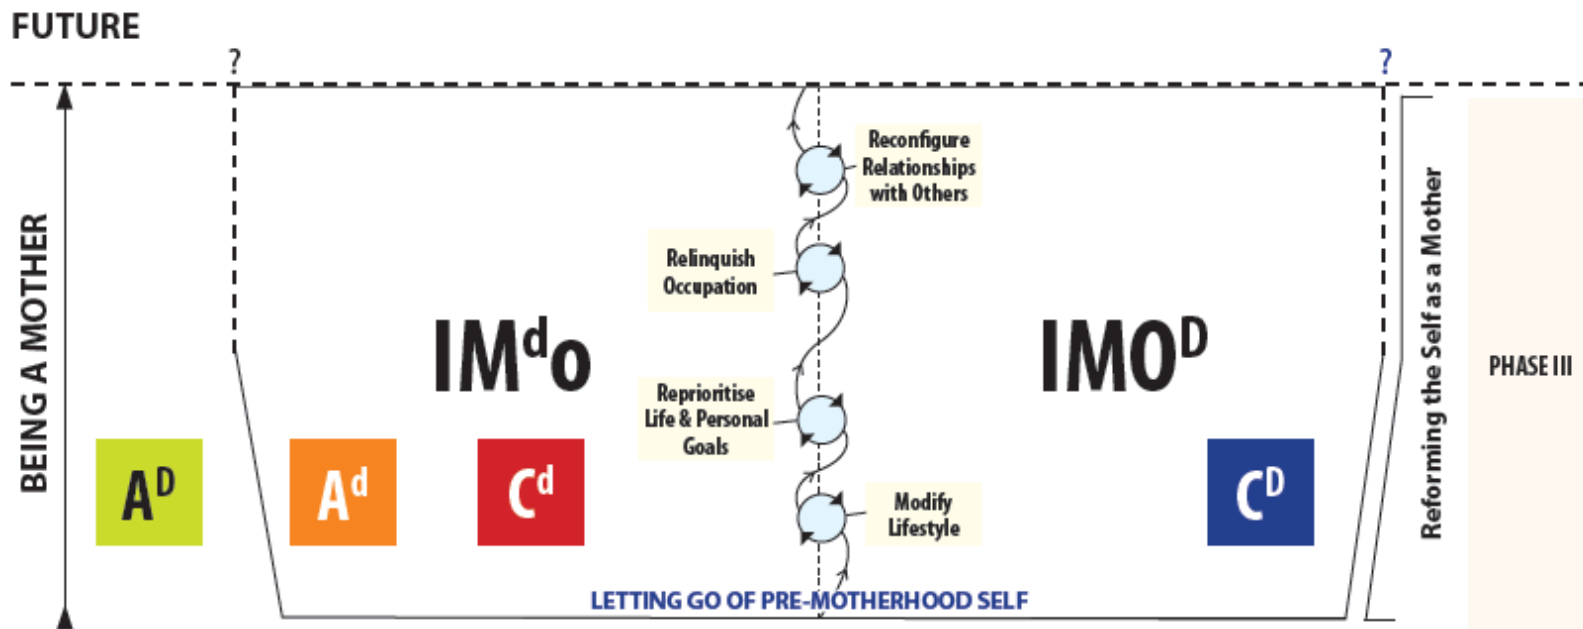 FUTURE
?
?
Reconfigure
Relationships
with Others
Relinquish
Occupation
IMᵈo
IMOᴰ
Reprioritise
Life & Personal
Goals
Aᴰ
Aᵈ
Cᵈ
Cᴰ
Modify
Lifestyle
LETTING GO OF PRE-MOTHERHOOD SELF
BEING A MOTHER
Reforming the Self as a Mother
PHASE III